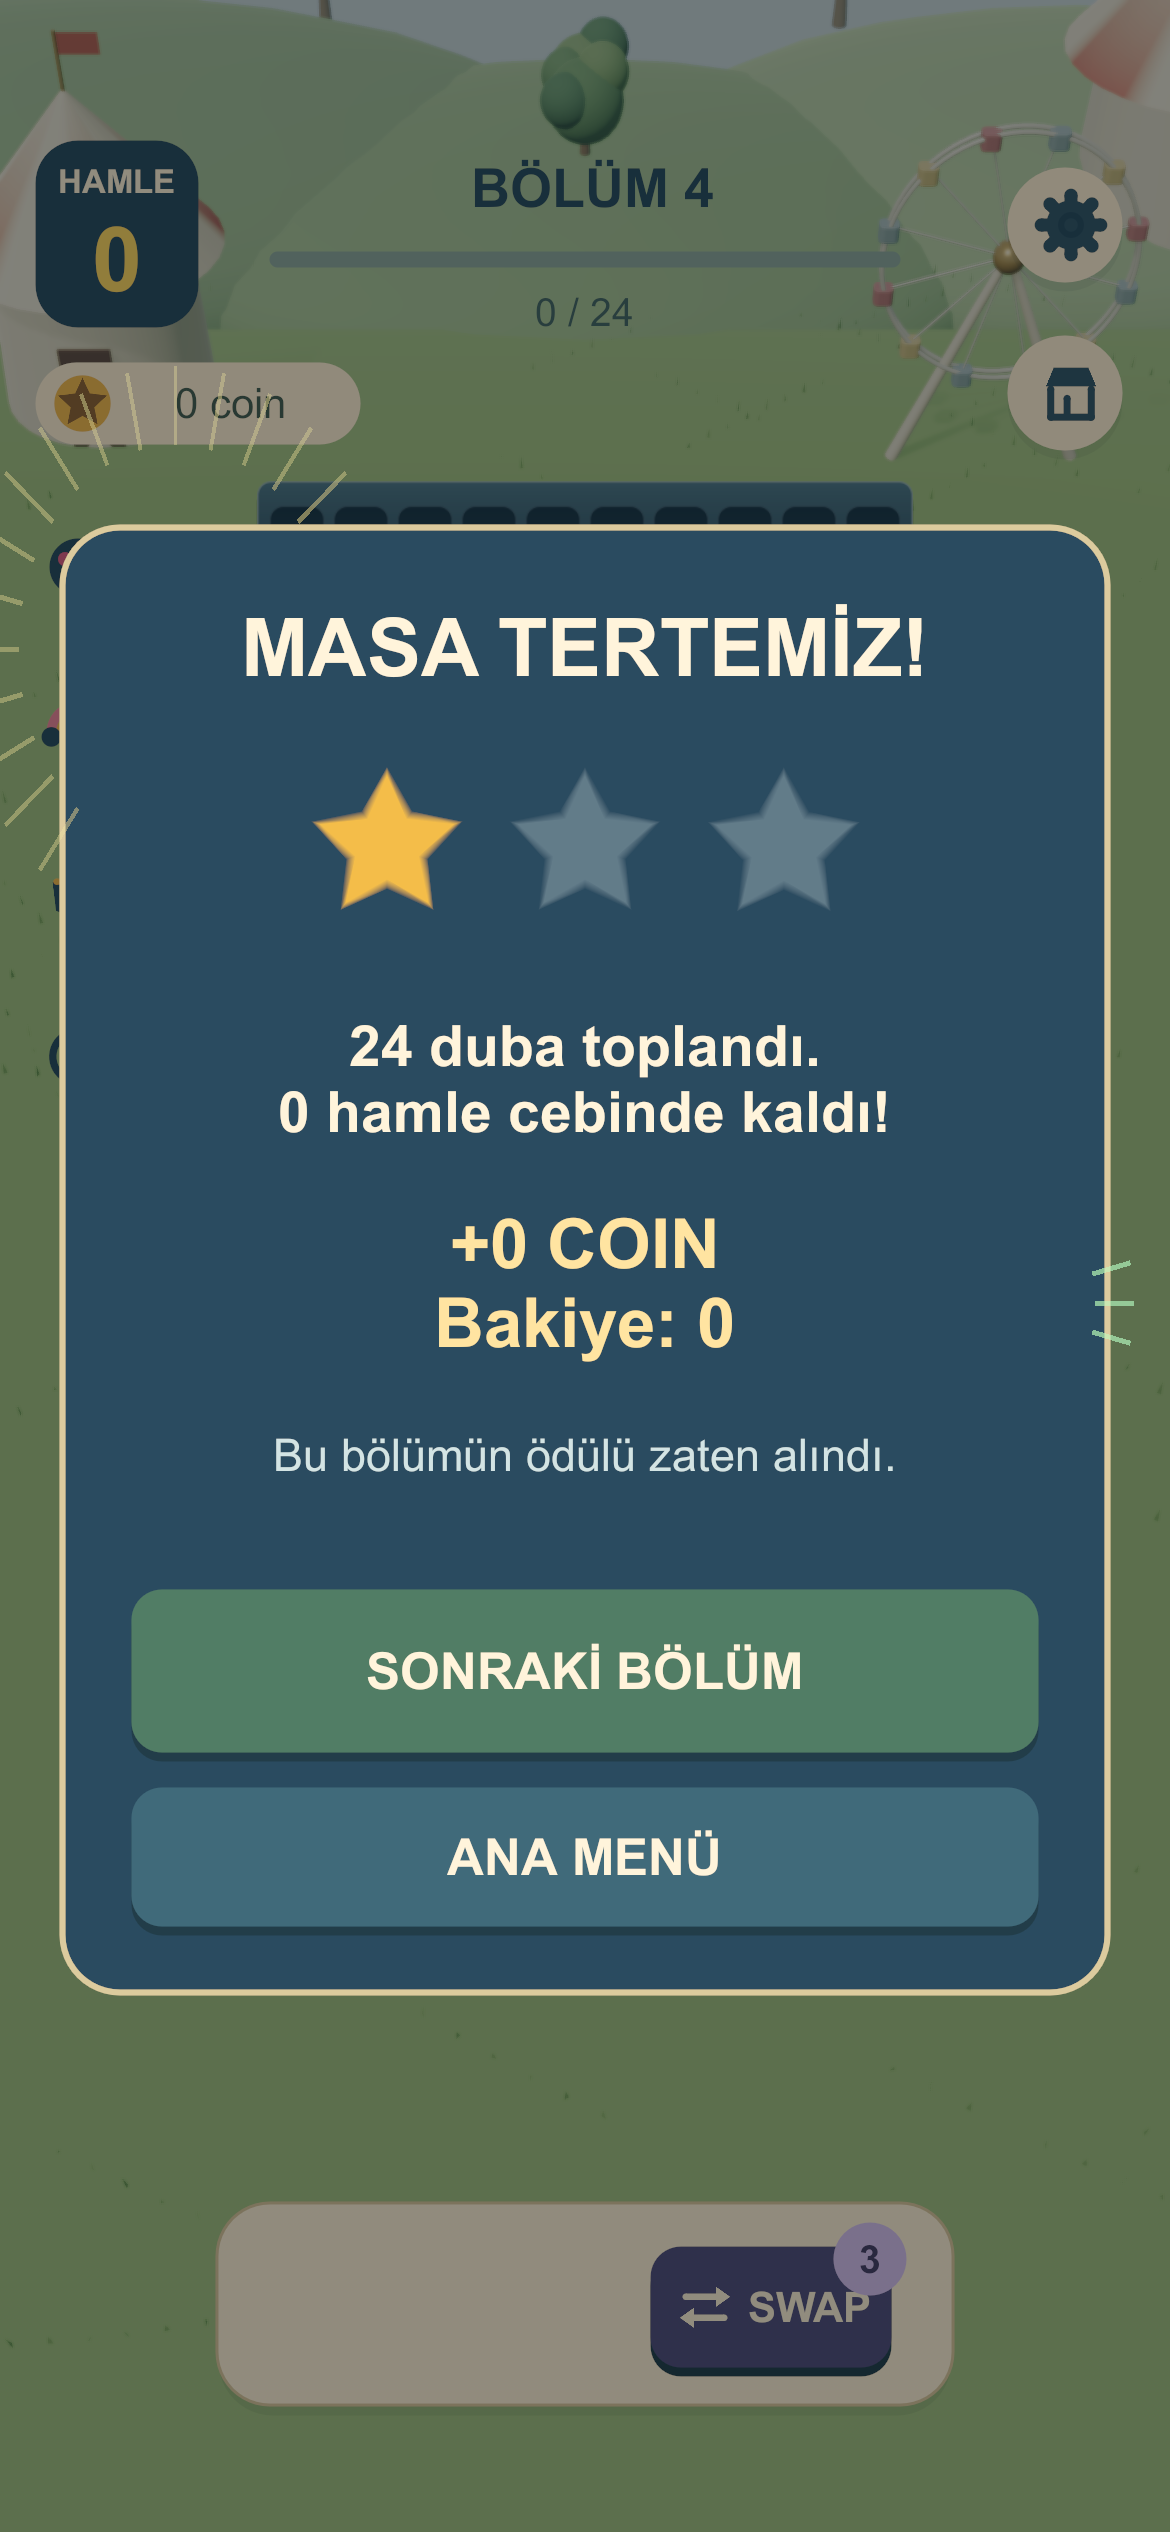 HAMLE
0
BÖLÜM 4
0 / 24
0 coin
MASA TERTEMİZ!
24 duba toplandı.
0 hamle cebinde kaldı!
+0 COIN
Bakiye: 0
Bu bölümün ödülü zaten alındı.
SONRAKİ BÖLÜM
ANA MENÜ
3
SWAP